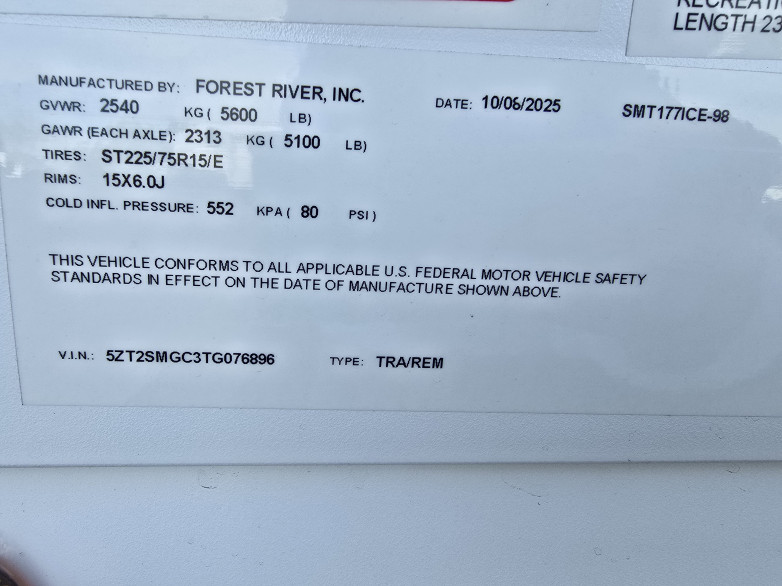 LENGTH 23
MANUFACTURED BY: FOREST RIVER, INC. DATE: 10/06/2025 SMT177ICE-98
GVWR: 2540 KG ( 5600 LB)
GAWR (EACH AXLE): 2313 KG ( 5100 LB)
TIRES: ST225/75R15/E
RIMS: 15X6.0J
COLD INFL. PRESSURE: 552 KPA ( 80 PSI )
THIS VEHICLE CONFORMS TO ALL APPLICABLE U.S. FEDERAL MOTOR VEHICLE SAFETY
STANDARDS IN EFFECT ON THE DATE OF MANUFACTURE SHOWN ABOVE.
V.I.N.: 5ZT2SMGC3TG076896 TYPE: TRA/REM